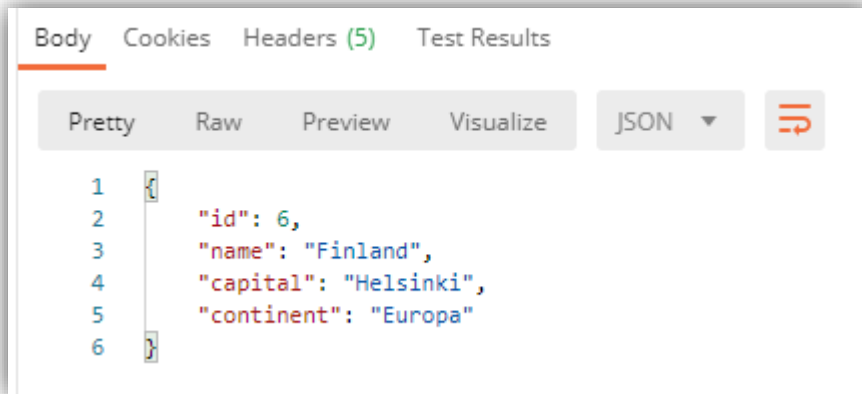 Body Cookies Headers (5) Test Results
Pretty Raw Preview Visualize JSON
1 {
2 "id": 6,
3 "name": "Finland",
4 "capital": "Helsinki",
5 "continent": "Europa"
6 }